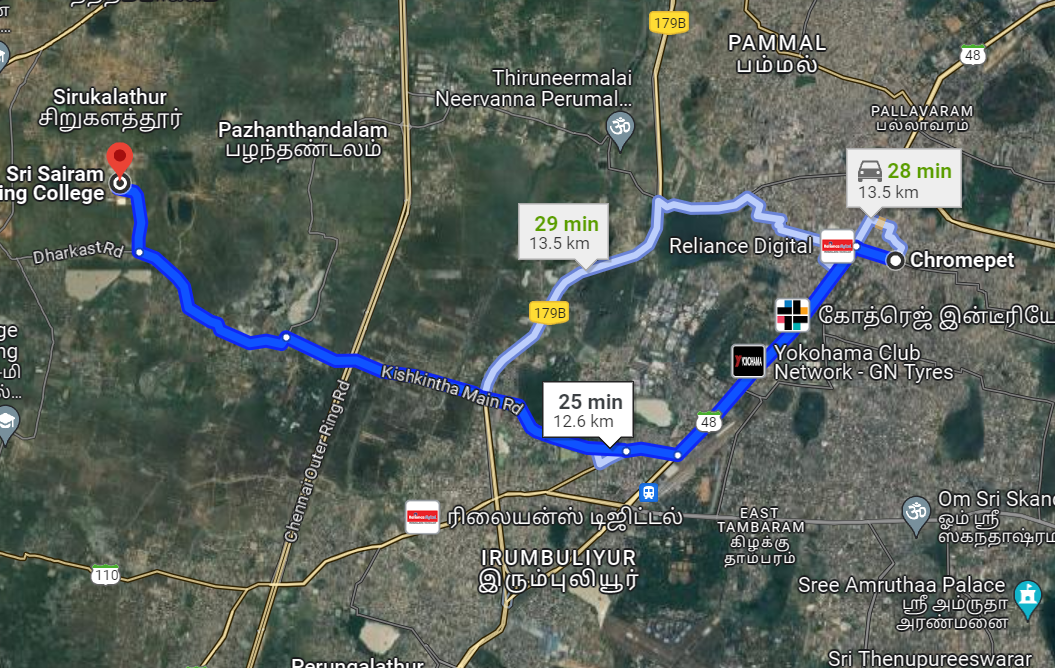 179B
PAMMAL
பம்மல்
48
Thiruneermalai
Neervanna Perumal...
Sirukalathur
சிறுகளத்தூர்
PALLAVARAM
பல்லாவரம்
Pazhanthandalam
பழந்தண்டலம்
Sri Sairam
ing College
28 min
13.5 km
29 min
13.5 km
Dharkast Rd
Reliance Digital
Chromepet
179B
கோத்ரெஜ் இன்டீரியோ
Yokohama Club
Network - GN Tyres
YOKOHAMA
Kishkintha Main Rd
25 min
12.6 km
48
Chennai Outer Ring Rd
ரிலையன்ஸ் டிஜிட்டல்
EAST
TAMBARAM
கிழக்கு
தாம்பரம்
Om Sri Skan
ஓம் ஸ்ரீ
ஸ்கந்தாஷ்ரம
IRUMBULIYUR
இரும்புலியூர்
110
Sree Amruthaa Palace
ஸ்ரீ அம்ருதா
அரண்மனை
Sri Thenupureeswarar
Perungalathur